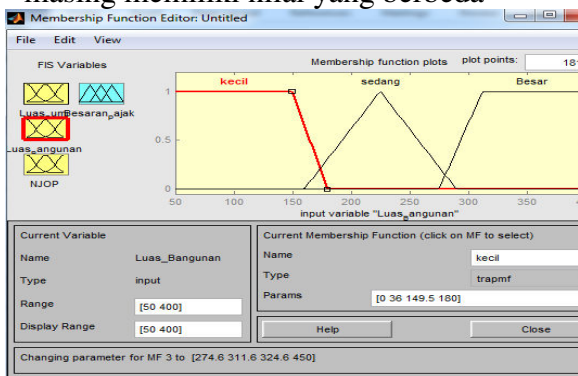 masing memiliki nilai yang berbeda
Membership Function Editor: Untitled
File Edit View
FIS Variables
Membership function plots plot points: 181
kecil sedang Besar
1
0.5
0
50 100 150 200 250 300 350
input variable "Luas_Bangunan"
NJOP
Current Variable
Name Luas_Bangunan
Type input
Range [50 400]
Display Range [50 400]
Current Membership Function (click on MF to select)
Name kecil
Type trapmf
Params [0 36 149.5 180]
Help Close
Changing parameter for MF 3 to [274.6 311.6 324.6 450]